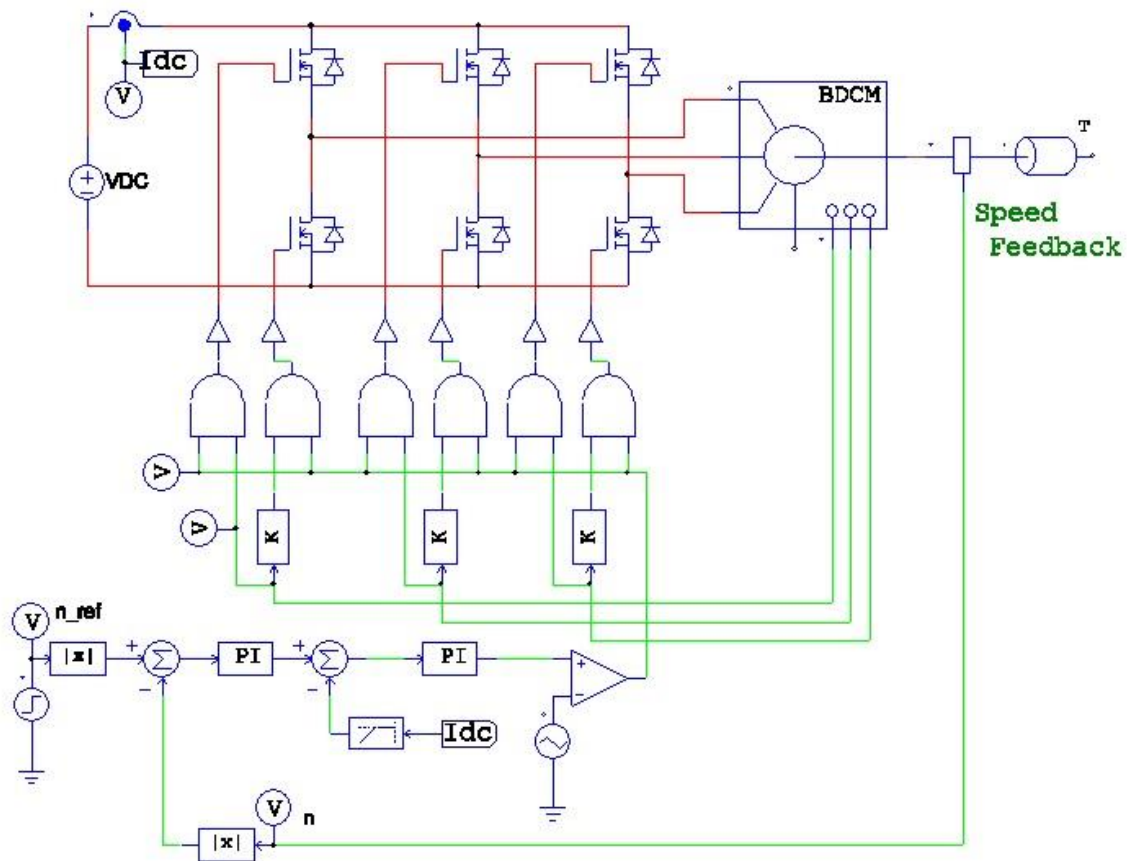 Idc
V
VDC
BDCM
T
Speed
Feedback
V
V
K
K
K
V
n_ref
|x|
+
Σ
−
PI
+
Σ
−
PI
+
−
Idc
V
n
|x|